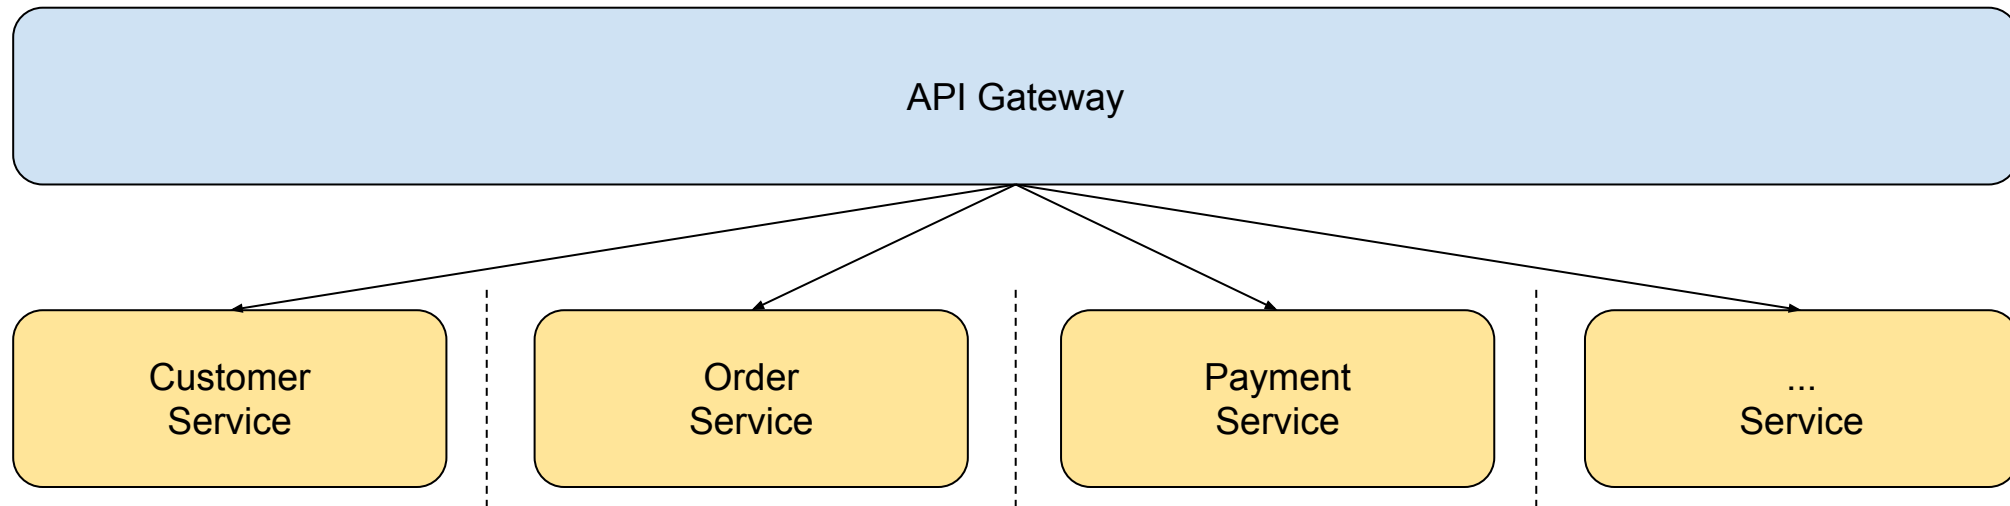 API Gateway
Customer
Service
Order
Service
Payment
Service
...
Service